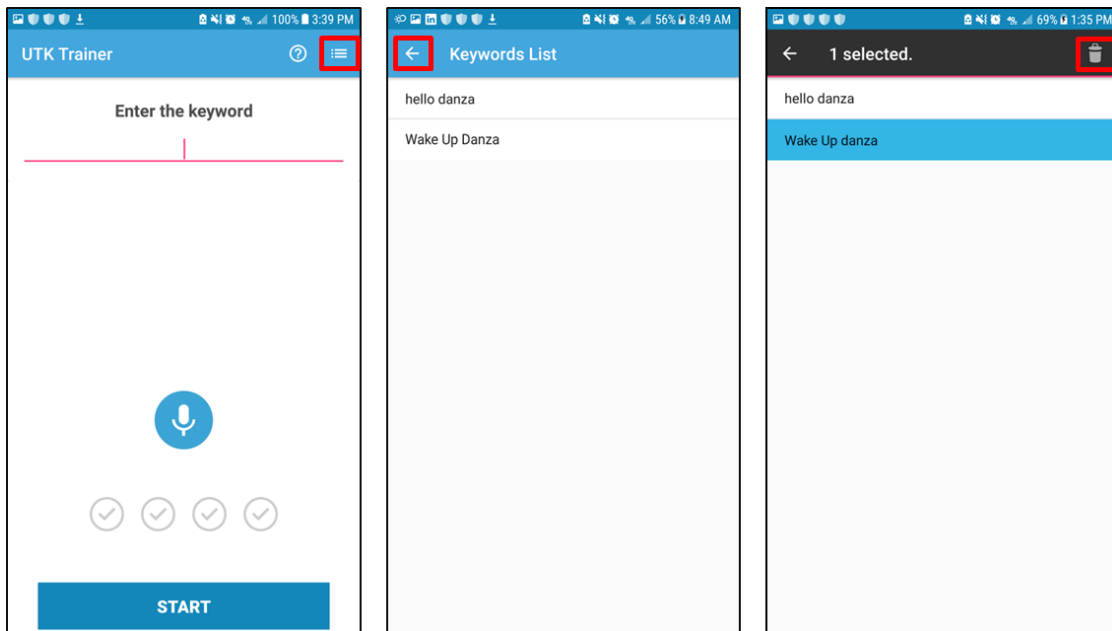 100% 3:39 PM
UTK Trainer
Enter the keyword
START
56% 8:49 AM
Keywords List
hello danza
Wake Up Danza
69% 1:35 PM
1 selected.
hello danza
Wake Up danza